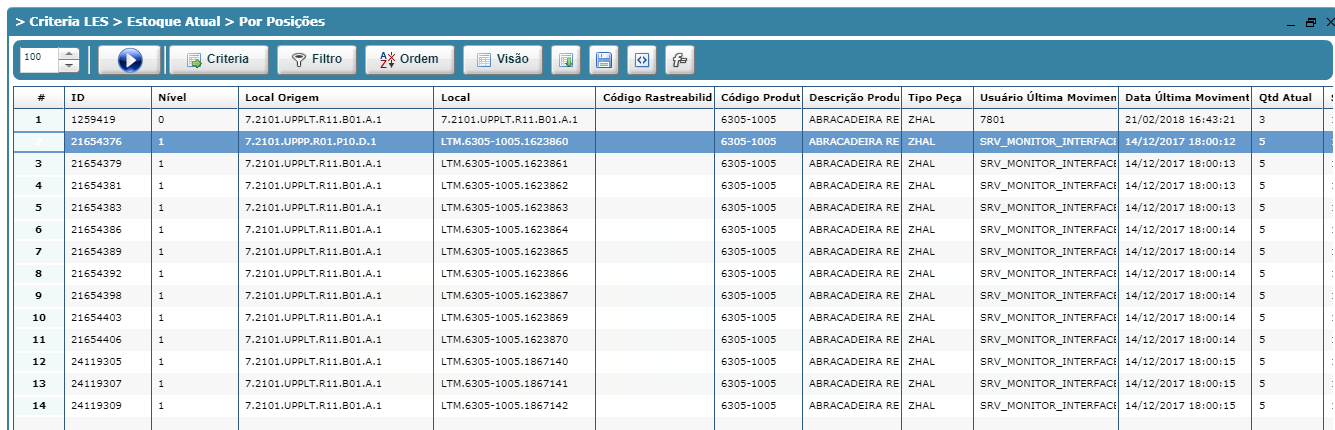 > Criteria LES > Estoque Atual > Por Posições
100 Criteria Filtro Ordem Visão
# ID Nível Local Origem Local Código Rastreabilid Código Produt Descrição Produ Tipo Peça Usuário Última Movimen Data Última Moviment Qtd Atual
1 1259419 0 7.2101.UPPLT.R11.B01.A.1 7.2101.UPPLT.R11.B01.A.1 6305-1005 ABRACADEIRA RE ZHAL 7801 21/02/2018 16:43:21 3
21654376 1 7.2101.UPPP.R01.P10.D.1 LTM.6305-1005.1623860 6305-1005 ABRACADEIRA RE ZHAL SRV_MONITOR_INTERFACE 14/12/2017 18:00:12 5
3 21654379 1 7.2101.UPPLT.R11.B01.A.1 LTM.6305-1005.1623861 6305-1005 ABRACADEIRA RE ZHAL SRV_MONITOR_INTERFACE 14/12/2017 18:00:13 5
4 21654381 1 7.2101.UPPLT.R11.B01.A.1 LTM.6305-1005.1623862 6305-1005 ABRACADEIRA RE ZHAL SRV_MONITOR_INTERFACE 14/12/2017 18:00:13 5
5 21654383 1 7.2101.UPPLT.R11.B01.A.1 LTM.6305-1005.1623863 6305-1005 ABRACADEIRA RE ZHAL SRV_MONITOR_INTERFACE 14/12/2017 18:00:13 5
6 21654386 1 7.2101.UPPLT.R11.B01.A.1 LTM.6305-1005.1623864 6305-1005 ABRACADEIRA RE ZHAL SRV_MONITOR_INTERFACE 14/12/2017 18:00:14 5
7 21654389 1 7.2101.UPPLT.R11.B01.A.1 LTM.6305-1005.1623865 6305-1005 ABRACADEIRA RE ZHAL SRV_MONITOR_INTERFACE 14/12/2017 18:00:14 5
8 21654392 1 7.2101.UPPLT.R11.B01.A.1 LTM.6305-1005.1623866 6305-1005 ABRACADEIRA RE ZHAL SRV_MONITOR_INTERFACE 14/12/2017 18:00:14 5
9 21654398 1 7.2101.UPPLT.R11.B01.A.1 LTM.6305-1005.1623867 6305-1005 ABRACADEIRA RE ZHAL SRV_MONITOR_INTERFACE 14/12/2017 18:00:14 5
10 21654403 1 7.2101.UPPLT.R11.B01.A.1 LTM.6305-1005.1623869 6305-1005 ABRACADEIRA RE ZHAL SRV_MONITOR_INTERFACE 14/12/2017 18:00:14 5
11 21654406 1 7.2101.UPPLT.R11.B01.A.1 LTM.6305-1005.1623870 6305-1005 ABRACADEIRA RE ZHAL SRV_MONITOR_INTERFACE 14/12/2017 18:00:14 5
12 24119305 1 7.2101.UPPLT.R11.B01.A.1 LTM.6305-1005.1867140 6305-1005 ABRACADEIRA RE ZHAL SRV_MONITOR_INTERFACE 14/12/2017 18:00:15 5
13 24119307 1 7.2101.UPPLT.R11.B01.A.1 LTM.6305-1005.1867141 6305-1005 ABRACADEIRA RE ZHAL SRV_MONITOR_INTERFACE 14/12/2017 18:00:15 5
14 24119309 1 7.2101.UPPLT.R11.B01.A.1 LTM.6305-1005.1867142 6305-1005 ABRACADEIRA RE ZHAL SRV_MONITOR_INTERFACE 14/12/2017 18:00:15 5